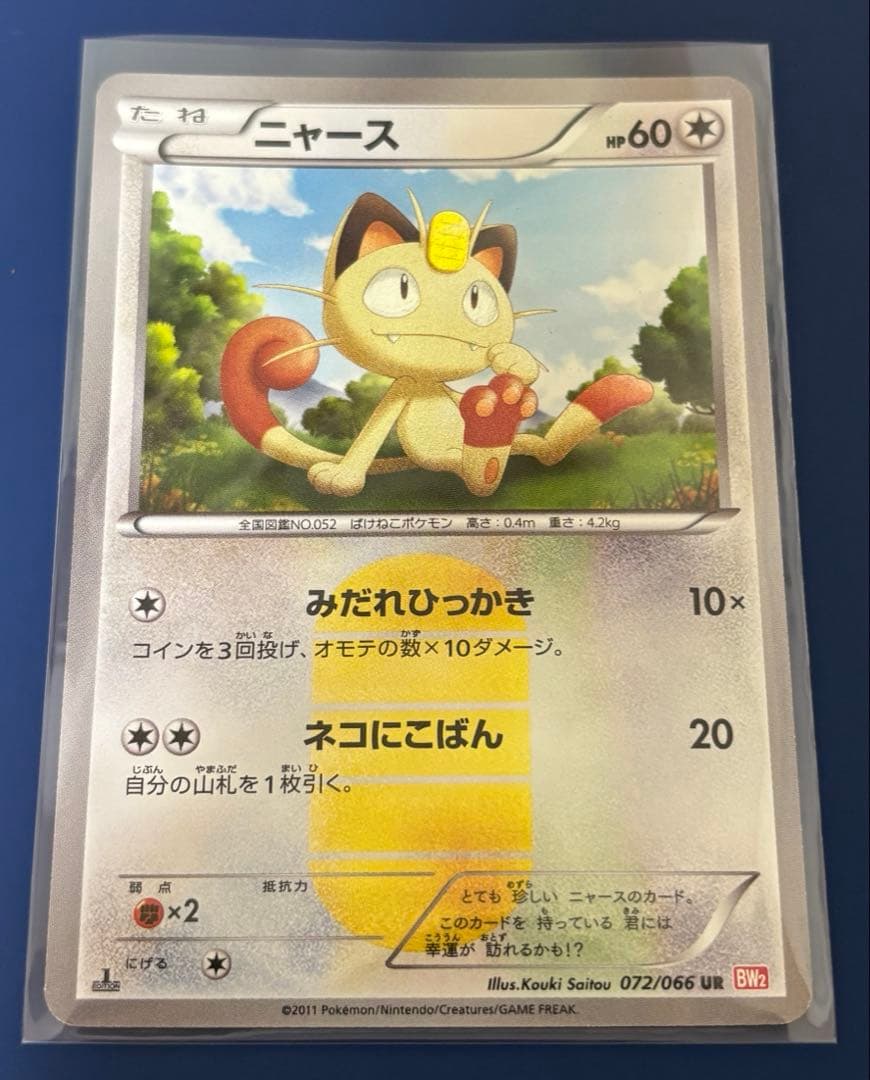 たね ニャース HP60
全国図鑑NO.052 ばけねこポケモン 高さ:0.4m 重さ:4.2kg
みだれひっかき 10×
コインを3回投げ、オモテの数×10ダメージ。
ネコにこばん 20
自分の山札を1枚引く。
弱点 抵抗力
×2
にげる
とても 珍しい ニャースのカード。
このカードを 持っている 君には
幸運が 訪れるかも!?
1 EDITION
Illus.Kouki Saitou 072/066 UR BW2
©2011 Pokémon/Nintendo/Creatures/GAME FREAK.